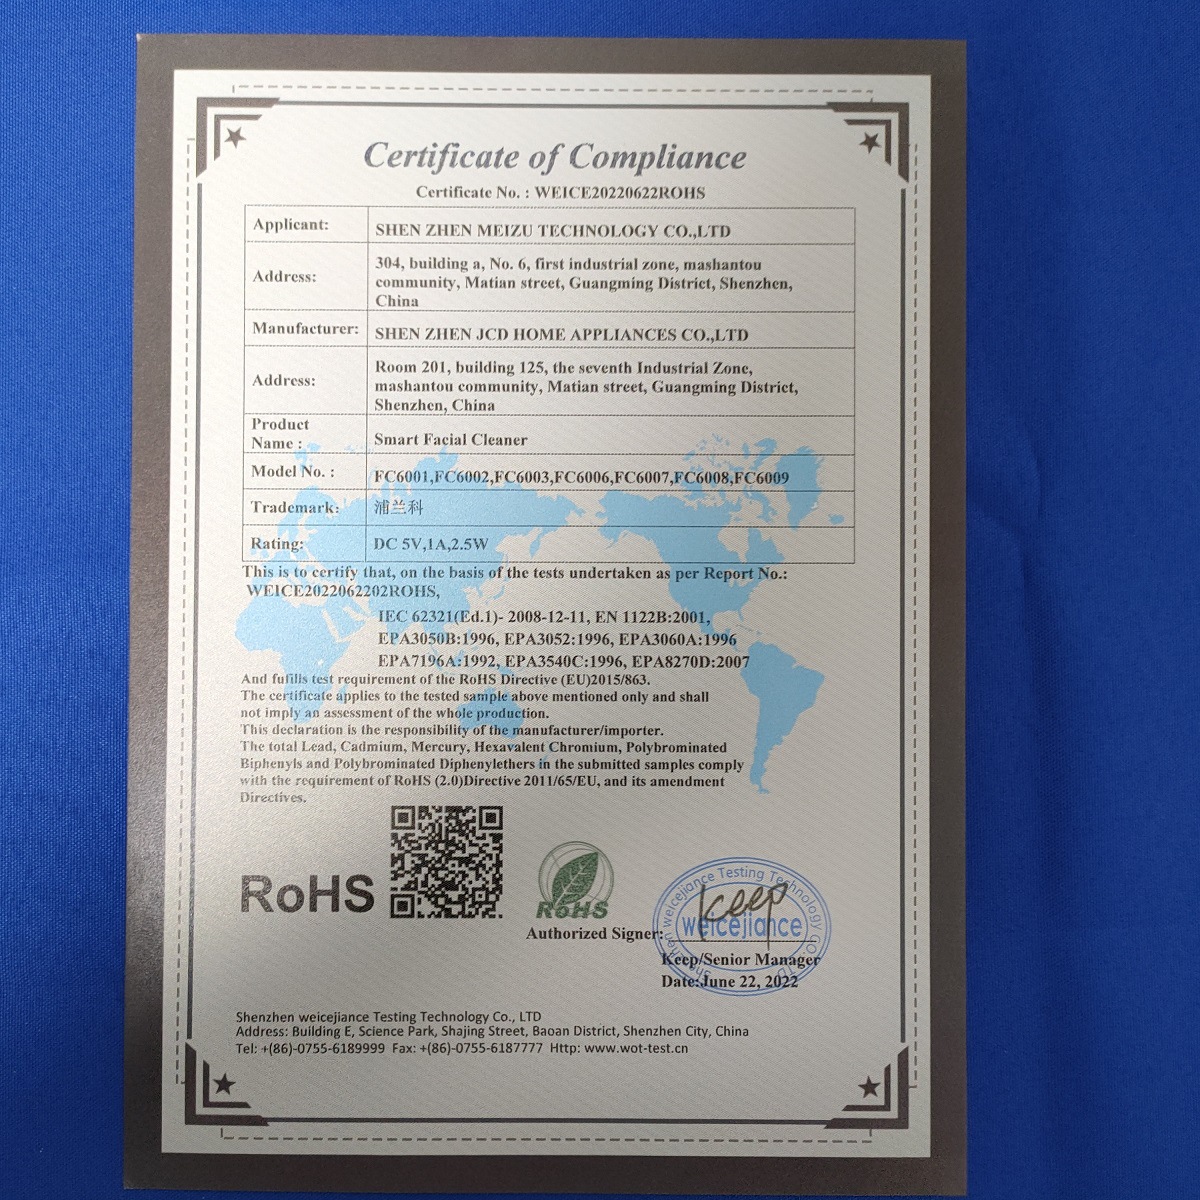 Certificate of Compliance
Certificate No. : WEICE20220622ROHS
Applicant: SHEN ZHEN MEIZU TECHNOLOGY CO.,LTD
Address: 304, building a, No. 6, first industrial zone, mashantou
community, Matian street, Guangming District, Shenzhen,
China
Manufacturer: SHEN ZHEN JCD HOME APPLIANCES CO.,LTD
Address: Room 201, building 125, the seventh Industrial Zone,
mashantou community, Matian street, Guangming District,
Shenzhen, China
Product
Name : Smart Facial Cleaner
Model No. : FC6001,FC6002,FC6003,FC6006,FC6007,FC6008,FC6009
Trademark: 浦兰科
Rating: DC 5V,1A,2.5W
This is to certify that, on the basis of the tests undertaken as per Report No.:
WEICE2022062202ROHS,
IEC 62321(Ed.1)- 2008-12-11, EN 1122B:2001,
EPA3050B:1996, EPA3052:1996, EPA3060A:1996
EPA7196A:1992, EPA3540C:1996, EPA8270D:2007
And fufills test requirement of the RoHS Directive (EU)2015/863.
The certificate applies to the tested sample above mentioned only and shall
not imply an assessment of the whole production.
This declaration is the responsibility of the manufacturer/importer.
The total Lead, Cadmium, Mercury, Hexavalent Chromium, Polybrominated
Biphenyls and Polybrominated Diphenylethers in the submitted samples comply
with the requirement of RoHS (2.0)Directive 2011/65/EU, and its amendment
Directives.
RoHS
RoHS
Shenzhen weicejiance Testing Technology CO.,LTD
weicejiance
Keep
Authorized Signer:
Keep/Senior Manager
Date:June 22, 2022
Shenzhen weicejiance Testing Technology Co., LTD
Address: Building E, Science Park, Shajing Street, Baoan District, Shenzhen City, China
Tel: +(86)-0755-6189999 Fax: +(86)-0755-6187777 Http: www.wot-test.cn